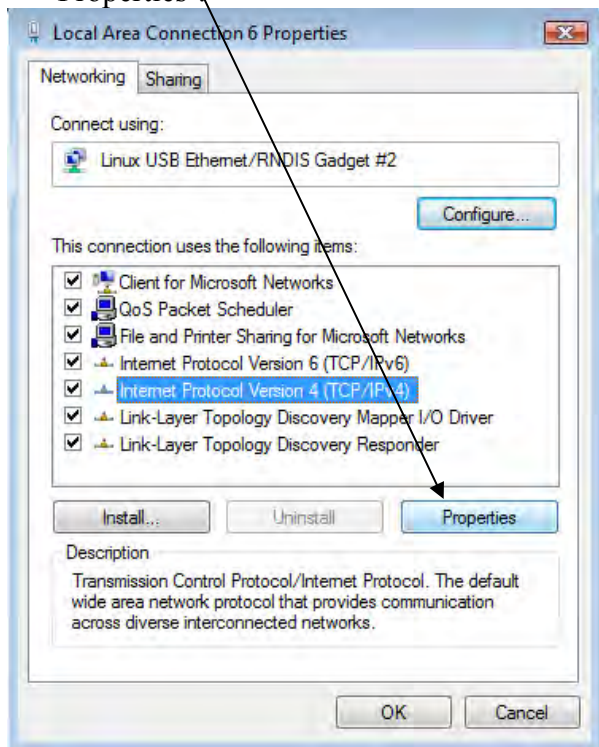 Properties
Local Area Connection 6 Properties
Networking Sharing
Connect using:
Linux USB Ethernet/RNDIS Gadget #2
Configure...
This connection uses the following items:
Client for Microsoft Networks
QoS Packet Scheduler
File and Printer Sharing for Microsoft Networks
Internet Protocol Version 6 (TCP/IPv6)
Internet Protocol Version 4 (TCP/IPv4)
Link-Layer Topology Discovery Mapper I/O Driver
Link-Layer Topology Discovery Responder
Install... Uninstall Properties
Description
Transmission Control Protocol/Internet Protocol. The default
wide area network protocol that provides communication
across diverse interconnected networks.
OK Cancel